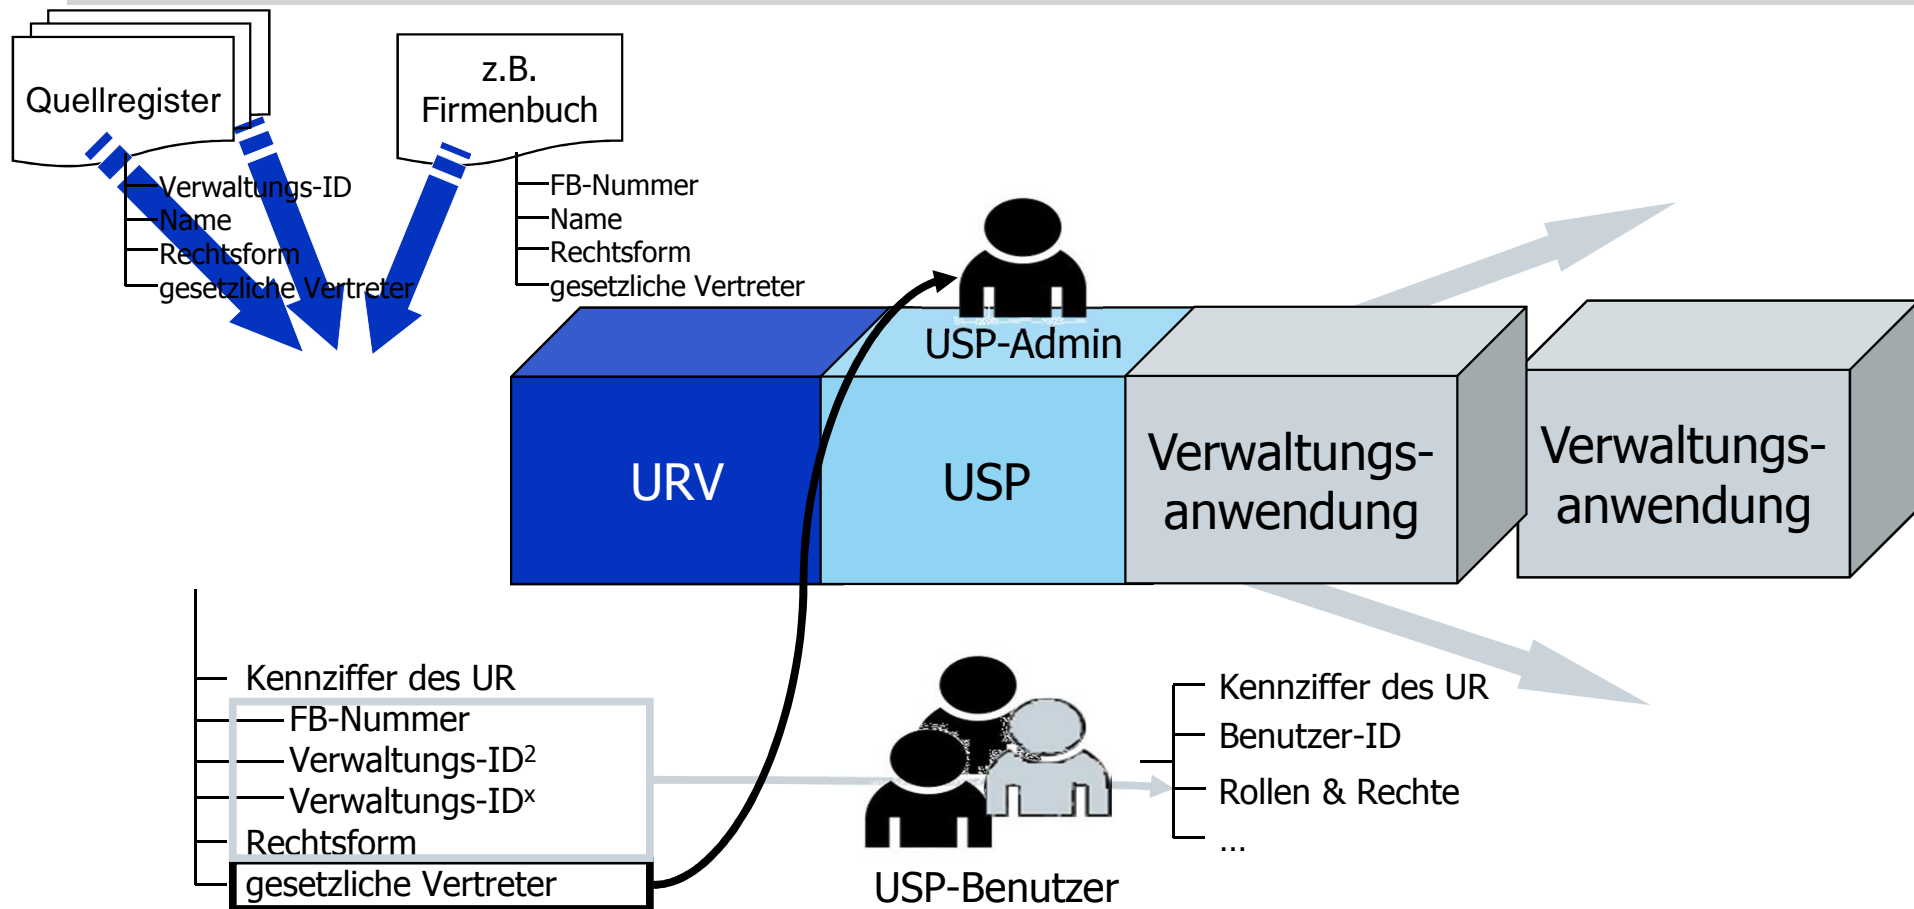 Quellregister
Verwaltungs-ID
Name
Rechtsform
gesetzliche Vertreter
z.B.
Firmenbuch
FB-Nummer
Name
Rechtsform
gesetzliche Vertreter
USP-Admin
URV
USP
Verwaltungs-
anwendung
Verwaltungs-
anwendung
Kennziffer des UR
FB-Nummer
Verwaltungs-ID²
Verwaltungs-IDˣ
Rechtsform
gesetzliche Vertreter
USP-Benutzer
Kennziffer des UR
Benutzer-ID
Rollen & Rechte
...